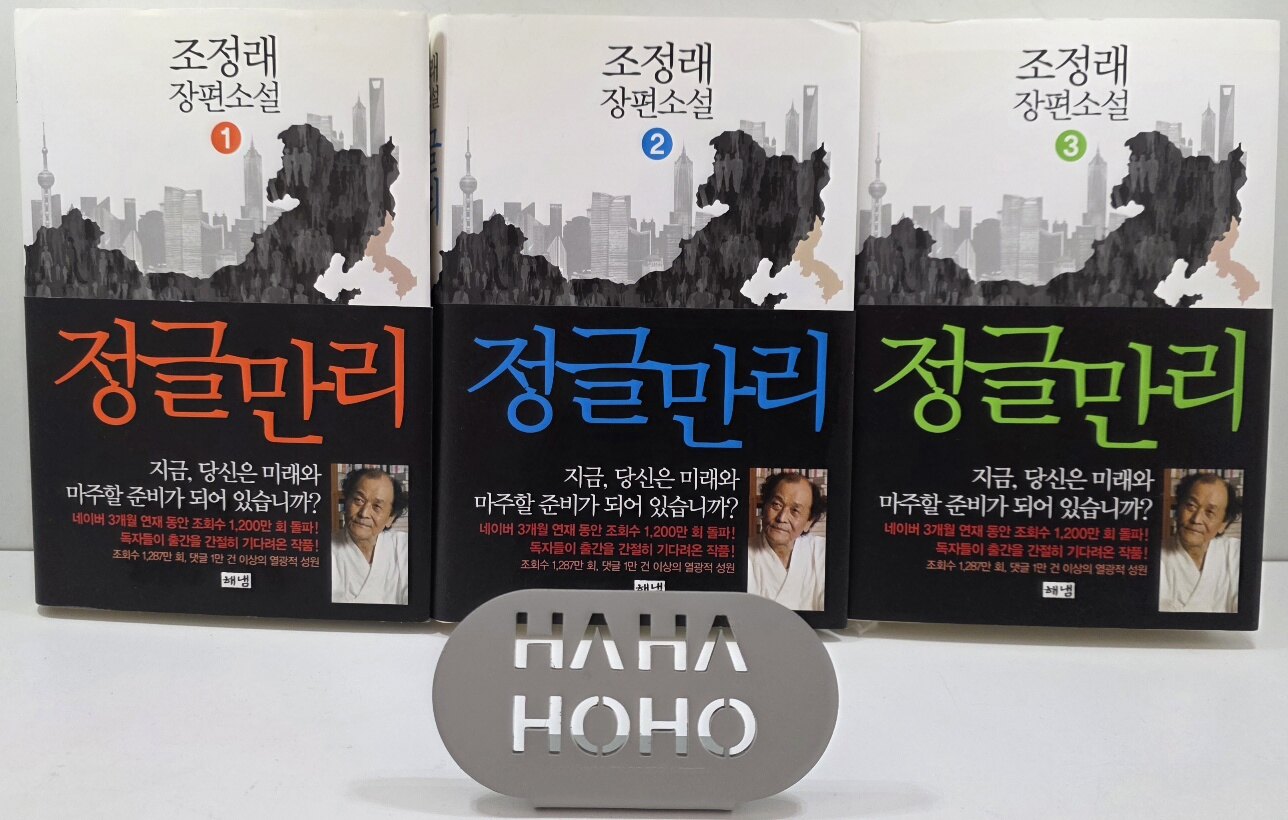 조정래
장편소설
1
정글만리
지금, 당신은 미래와
마주할 준비가 되어 있습니까?
네이버 3개월 연재 동안 조회수 1,200만 회 돌파!
독자들이 출간을 간절히 기다려온 작품!
조회수 1,287만 회, 댓글 1만 건 이상의 열광적 성원
해냄
조정래
장편소설
2
정글만리
지금, 당신은 미래와
마주할 준비가 되어 있습니까?
네이버 3개월 연재 동안 조회수 1,200만 회 돌파!
독자들이 출간을 간절히 기다려온 작품!
조회수 1,287만 회, 댓글 1만 건 이상의 열광적 성원
해냄
조정래
장편소설
3
정글만리
지금, 당신은 미래와
마주할 준비가 되어 있습니까?
네이버 3개월 연재 동안 조회수 1,200만 회 돌파!
독자들이 출간을 간절히 기다려온 작품!
조회수 1,287만 회, 댓글 1만 건 이상의 열광적 성원
해냄
HAHA
HOHO